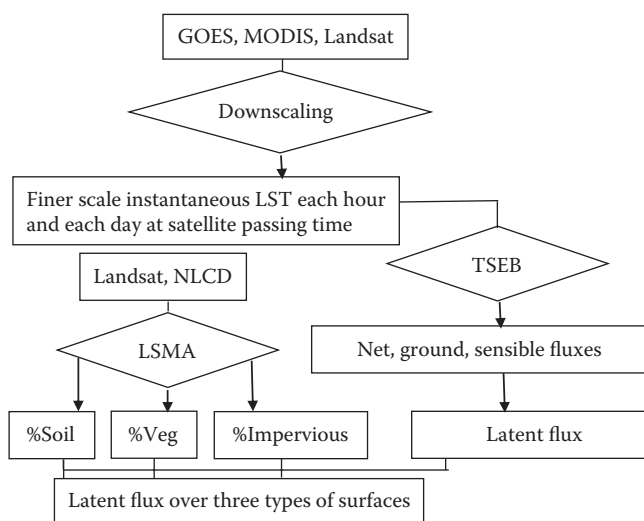 GOES, MODIS, Landsat
Downscaling
Finer scale instantaneous LST each hour
and each day at satellite passing time
TSEB
Landsat, NLCD
LSMA
Net, ground, sensible fluxes
%Soil
%Veg
%Impervious
Latent flux
Latent flux over three types of surfaces